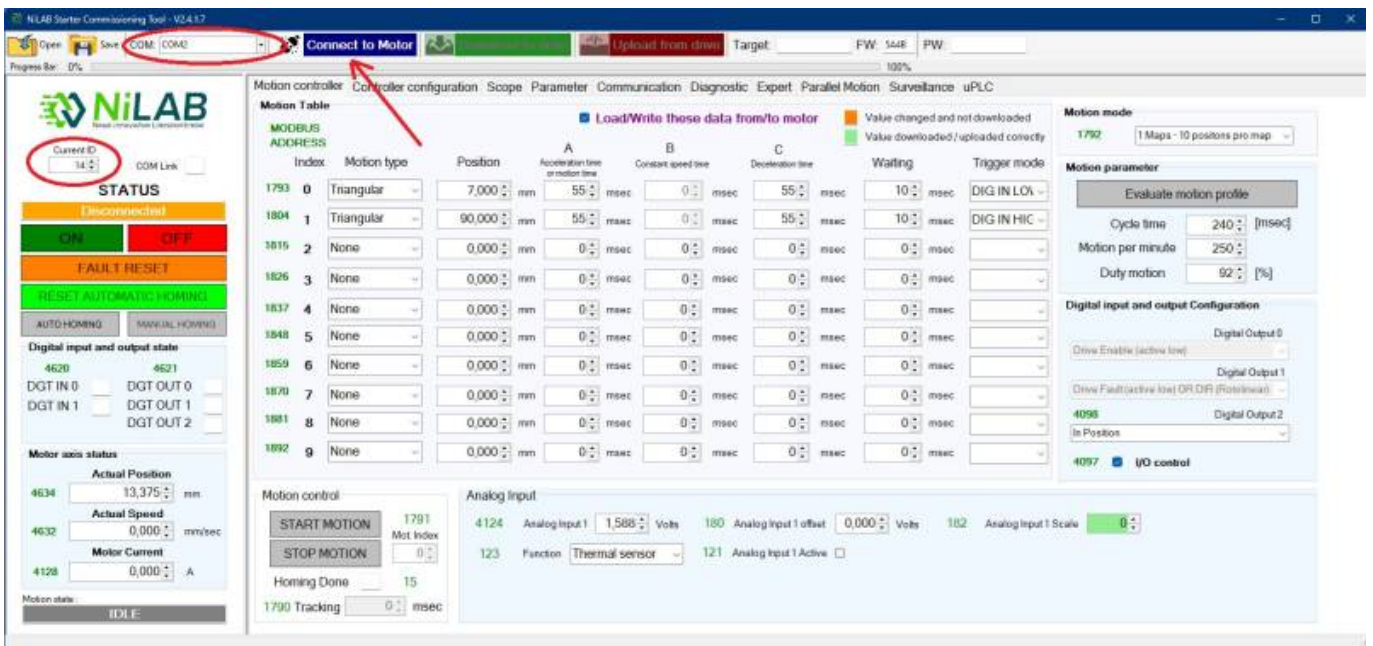 NiLAB Starter Commissioning Tool - V2.4.1.7
Open Save COM: COM2 Connect to Motor Upload from drive Target: FW: 544E PW:
Progress Bar: 0% 100%
Motion controller Controller configuration Scope Parameter Communication Diagnostic Expert Parallel Motion Surveillance uPLC
NiLAB
Current ID
14 COM Link
STATUS
Disconnected
ON OFF
FAULT RESET
RESET AUTOMATIC HOMING
AUTO HOMING MANUAL HOMING
Digital input and output state
4620 4621
DGT IN 0 DGT OUT 0
DGT IN 1 DGT OUT 1
DGT OUT 2
Motor axis status
Actual Position
4634 13,375 mm
Actual Speed
4632 0,000 mm/sec
Motor Current
4128 0,000 A
Motion state :
IDLE
Motion Table
MODBUS
ADDRESS
Load/Write these data from/to motor
Value changed and not downloaded
Value downloaded / uploaded correctly
A B C
Index Motion type Position Acceleration time or motion time Constant speed time Deceleration time Waiting Trigger mode
1793 0 Triangular 7,000 mm 55 msec 0 msec 55 msec 10 msec DIG IN LOV
1804 1 Triangular 90,000 mm 55 msec 0 msec 55 msec 10 msec DIG IN HIC
1815 2 None 0,000 mm 0 msec 0 msec 0 msec 0 msec
1826 3 None 0,000 mm 0 msec 0 msec 0 msec 0 msec
1837 4 None 0,000 mm 0 msec 0 msec 0 msec 0 msec
1848 5 None 0,000 mm 0 msec 0 msec 0 msec 0 msec
1859 6 None 0,000 mm 0 msec 0 msec 0 msec 0 msec
1870 7 None 0,000 mm 0 msec 0 msec 0 msec 0 msec
1881 8 None 0,000 mm 0 msec 0 msec 0 msec 0 msec
1892 9 None 0,000 mm 0 msec 0 msec 0 msec 0 msec
Motion control
START MOTION 1791
Mot Index
STOP MOTION 0
Homing Done 15
1790 Tracking 0 msec
Analog Input
4124 Analog Input 1 1,588 Volts 180 Analog Input 1 offset 0,000 Volts 182 Analog Input 1 Scale 0
123 Function Thermal sensor 121 Analog Input 1 Active
Motion mode
1792 1 Maps - 10 positons pro map
Motion parameter
Evaluate motion profile
Cycle time 240 [msec]
Motion per minute 250
Duty motion 92 [%]
Digital input and output Configuration
Digital Output 0
Drive Enable (active low)
Digital Output 1
Drive Fault(active low) OR DIR (Rotolinear)
4098 Digital Output 2
In Position
4097 I/O control